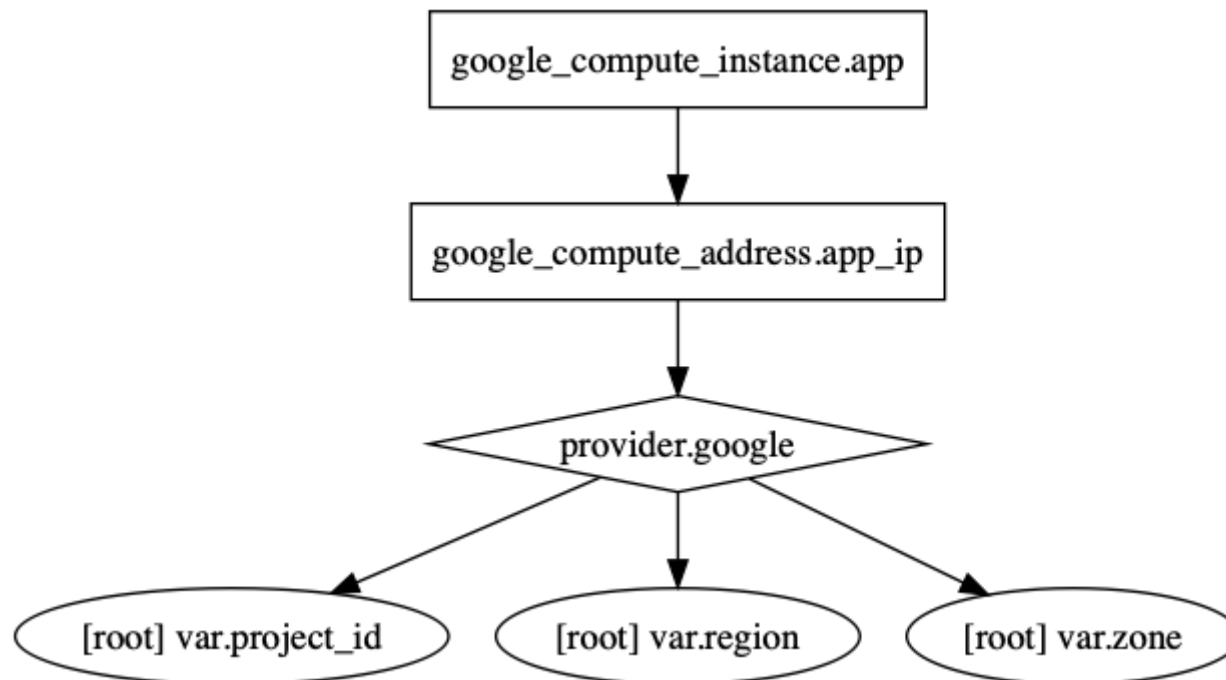 google_compute_instance.app
google_compute_address.app_ip
provider.google
[root] var.project_id
[root] var.region
[root] var.zone